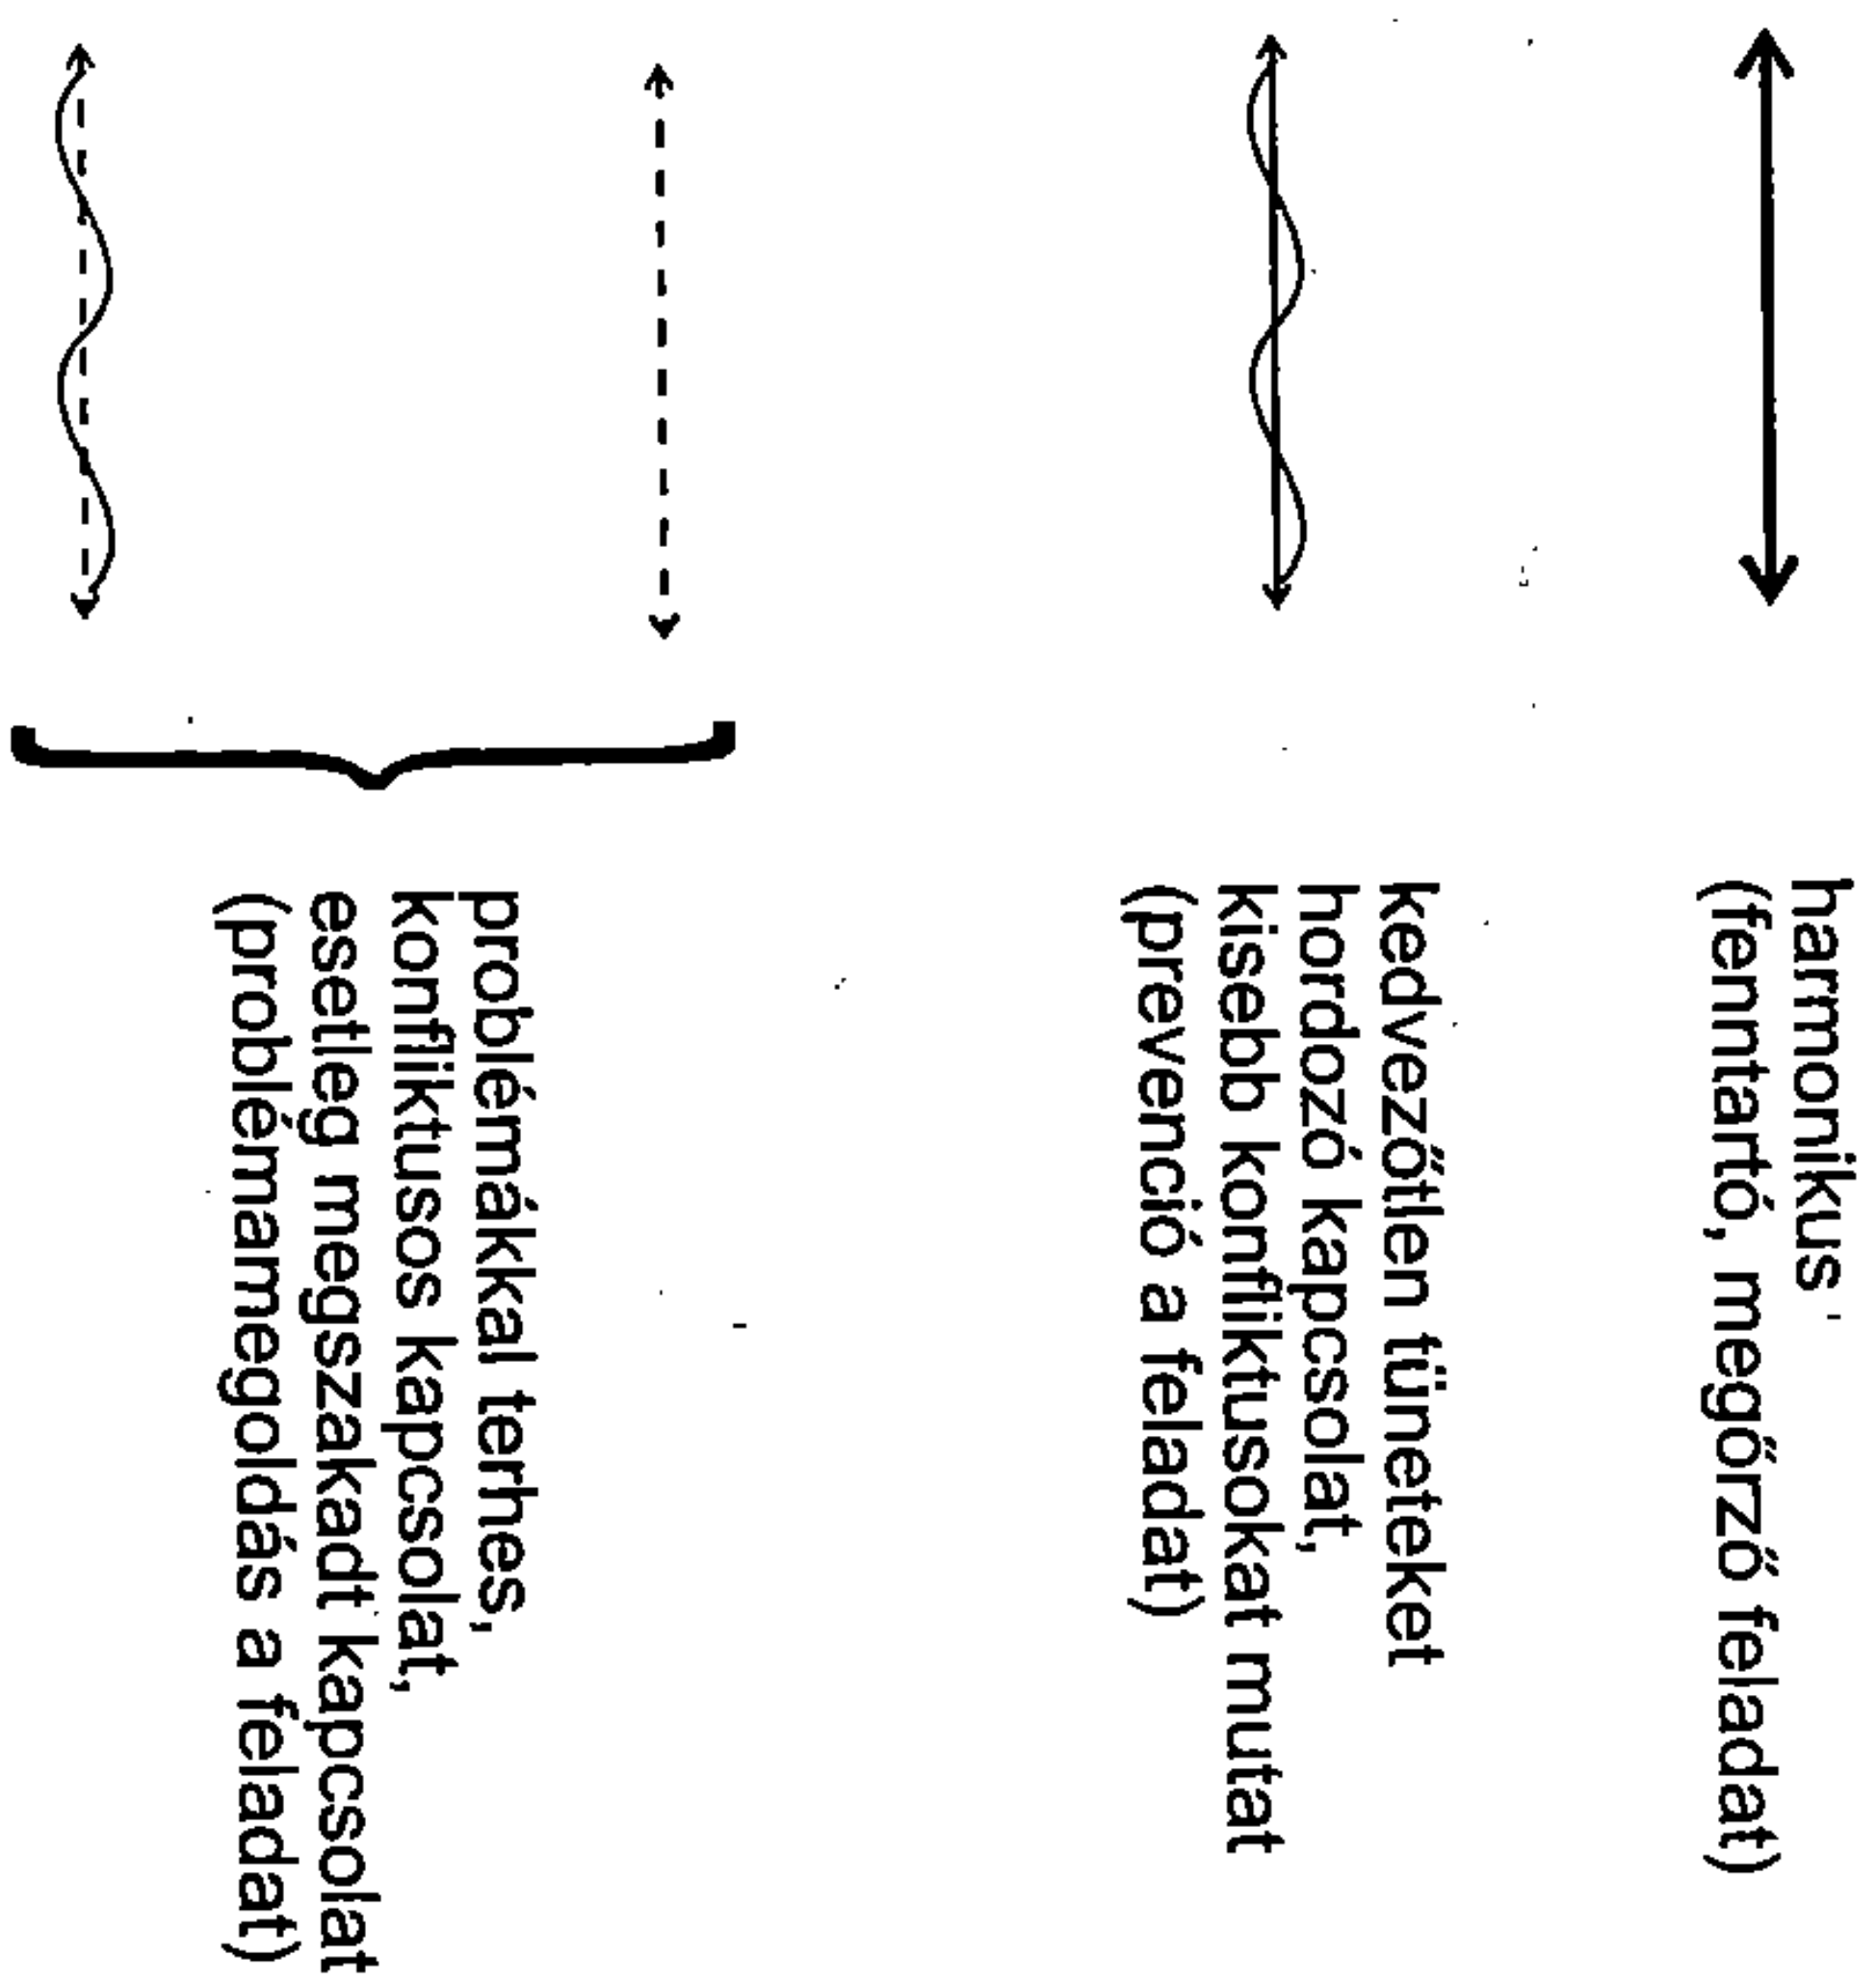 harmonikus
(fenntartó, megőrző feladat)
kedvezőtlen tüneteket
hordozó kapcsolat,
kisebb konfliktusokat mutat
(prevenció a feladat)
problémákkal terhes,
konfliktusos kapcsolat,
esetleg megszakadt kapcsolat
(problémamegoldás a feladat)